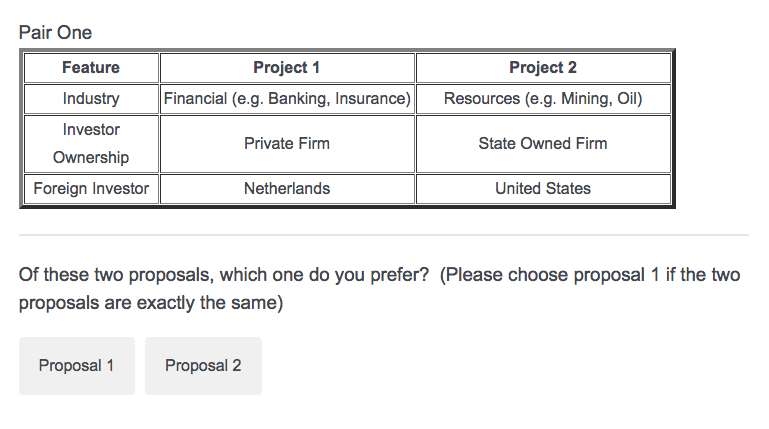 Pair One
Feature Project 1 Project 2
Industry Financial (e.g. Banking, Insurance) Resources (e.g. Mining, Oil)
Investor
Ownership Private Firm State Owned Firm
Foreign Investor Netherlands United States
Of these two proposals, which one do you prefer? (Please choose proposal 1 if the two
proposals are exactly the same)
Proposal 1 Proposal 2